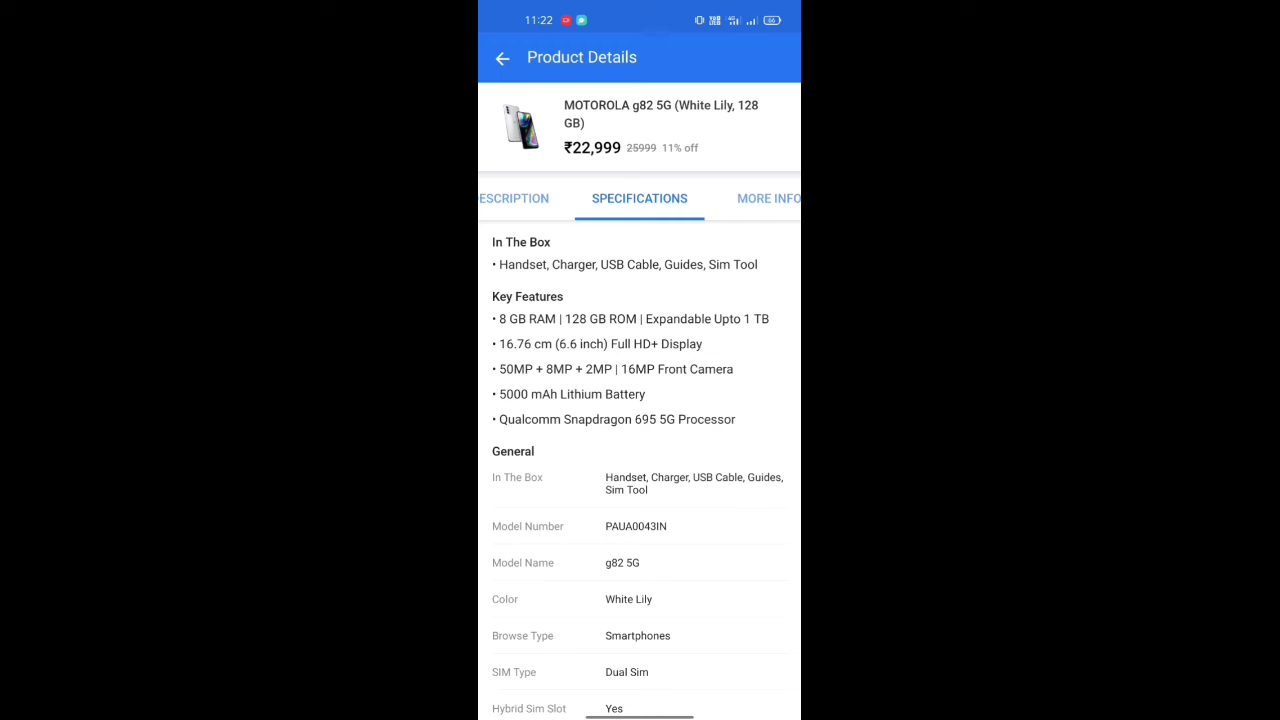 11:22
Product Details
MOTOROLA g82 5G (White Lily, 128
GB)
₹22,999 25999 11% off
ESCRIPTION SPECIFICATIONS MORE INFO
In The Box
• Handset, Charger, USB Cable, Guides, Sim Tool
Key Features
• 8 GB RAM | 128 GB ROM | Expandable Upto 1 TB
• 16.76 cm (6.6 inch) Full HD+ Display
• 50MP + 8MP + 2MP | 16MP Front Camera
• 5000 mAh Lithium Battery
• Qualcomm Snapdragon 695 5G Processor
General
In The Box Handset, Charger, USB Cable, Guides,
Sim Tool
Model Number PAUA0043IN
Model Name g82 5G
Color White Lily
Browse Type Smartphones
SIM Type Dual Sim
Hybrid Sim Slot Yes